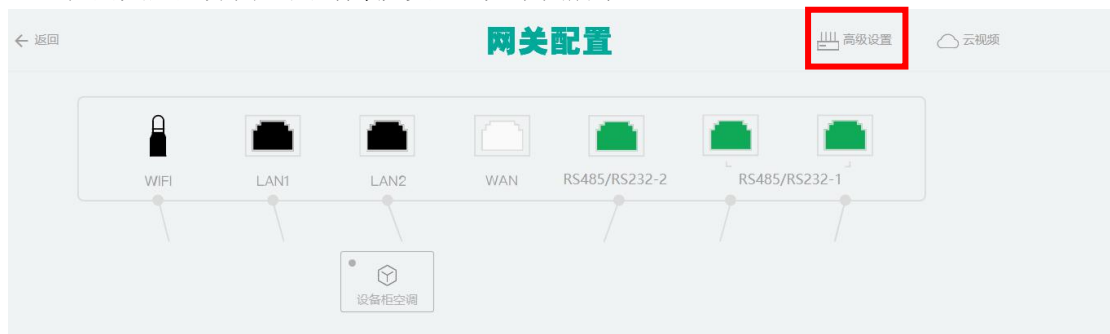 返回
网关配置
高级设置
云视频
WIFI
LAN1
LAN2
WAN
RS485/RS232-2
RS485/RS232-1
设备柜空调